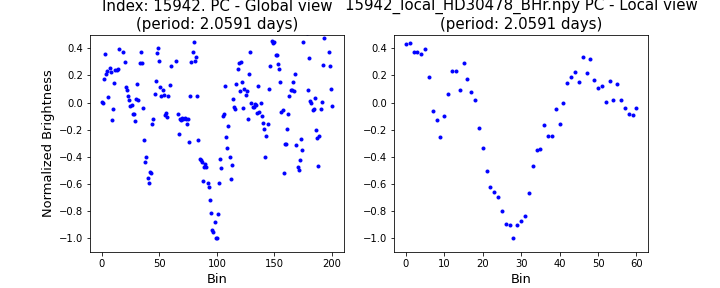 Index: 15942. PC - Global view
(period: 2.0591 days)
15942_local_HD30478_BHr.npy PC - Local view
(period: 2.0591 days)
Normalized Brightness
0.4
0.2
0.0
−0.2
−0.4
−0.6
−0.8
−1.0
0 50 100 150 200
Bin
0.4
0.2
0.0
−0.2
−0.4
−0.6
−0.8
−1.0
0 10 20 30 40 50 60
Bin